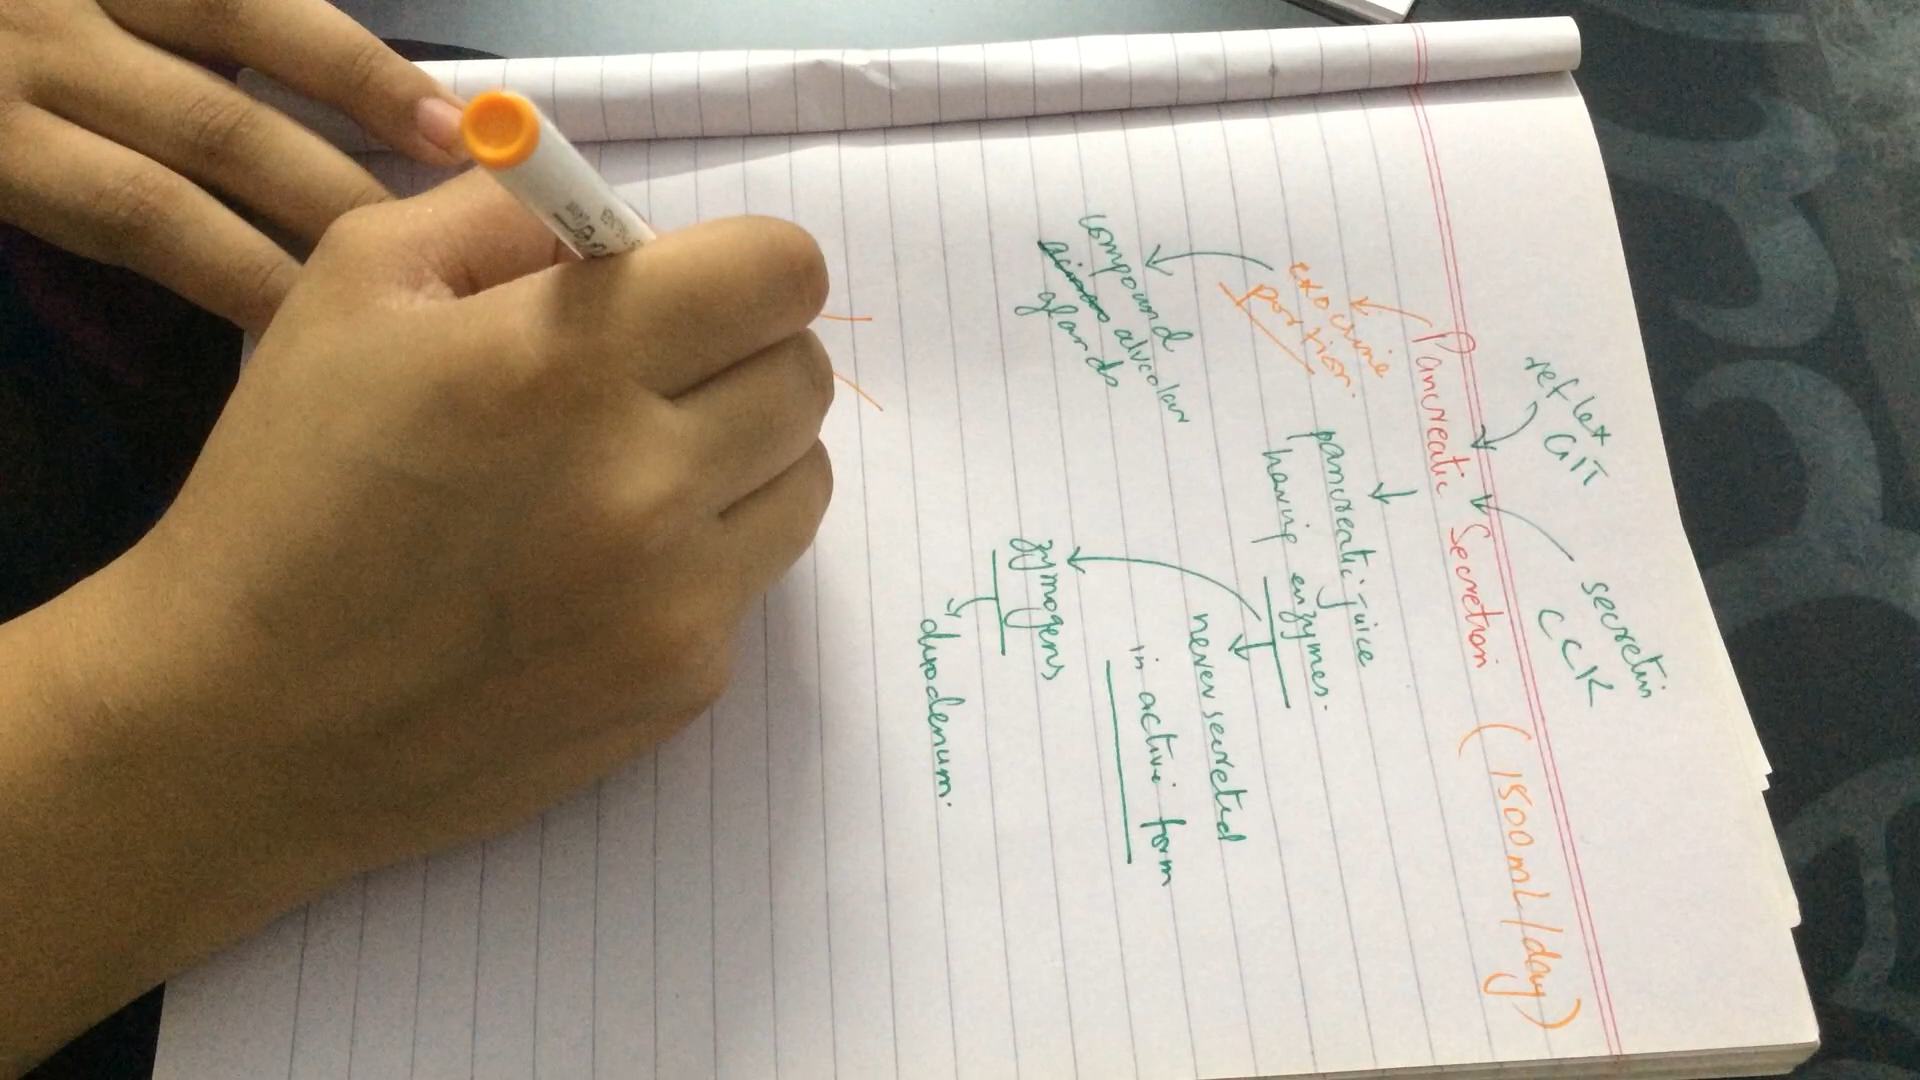 reflex
GIT
secretin
CCK
Pancreatic Secretion (1500mL/day)
exocrine
portion.
pancreatic juice
having enzymes.
compound
alveolar
glands
never secreted
in active form
zymogens
duodenum.